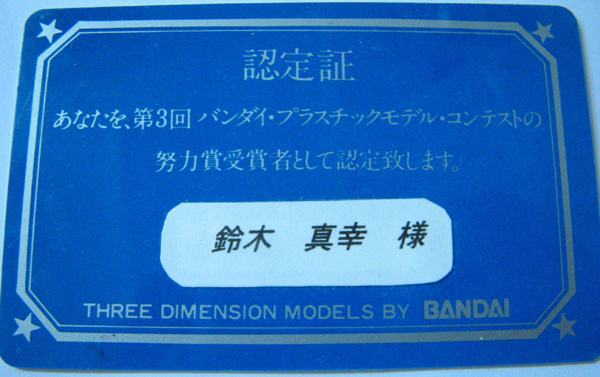 認定証
あなたを、第3回 バンダイ・プラスチックモデル・コンテストの
努力賞受賞者として認定致します。
鈴木 真幸 様
THREE DIMENSION MODELS BY BANDAI